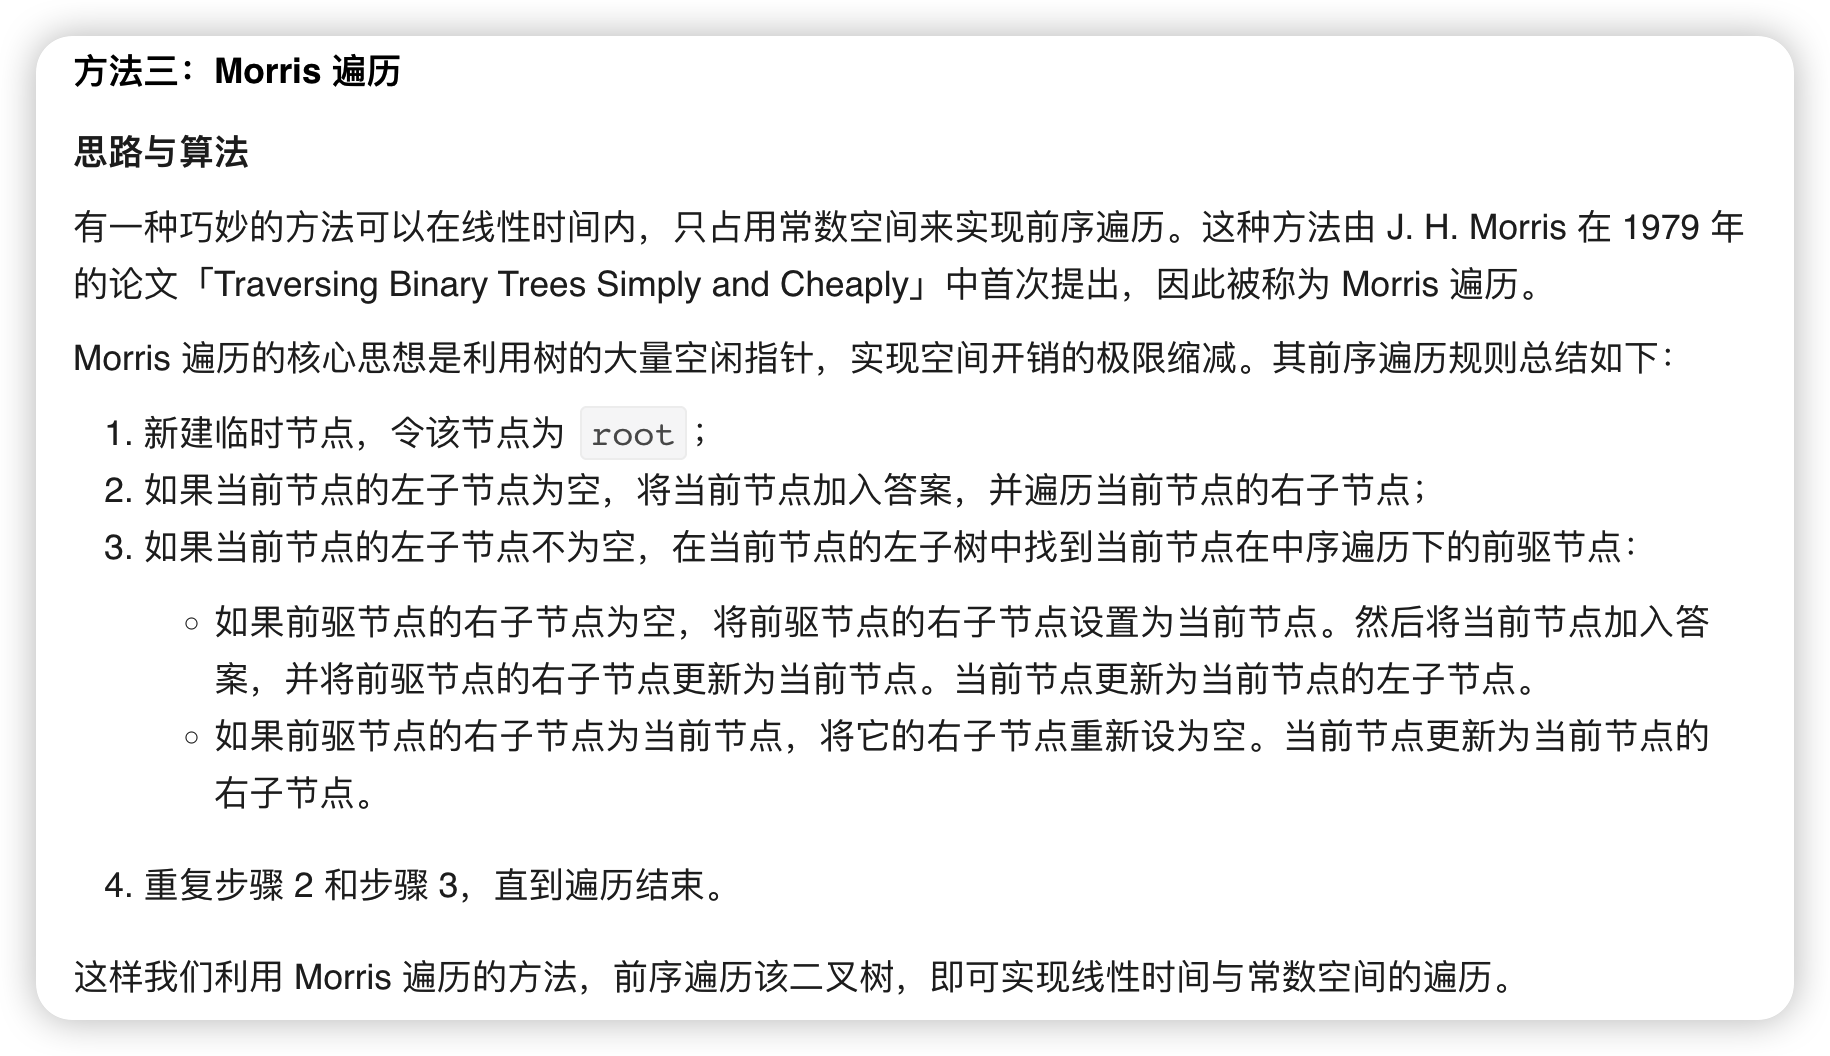 方法三：Morris 遍历
思路与算法
有一种巧妙的方法可以在线性时间内，只占用常数空间来实现前序遍历。这种方法由 J. H. Morris 在 1979 年
的论文「Traversing Binary Trees Simply and Cheaply」中首次提出，因此被称为 Morris 遍历。
Morris 遍历的核心思想是利用树的大量空闲指针，实现空间开销的极限缩减。其前序遍历规则总结如下：
1. 新建临时节点，令该节点为 root；
2. 如果当前节点的左子节点为空，将当前节点加入答案，并遍历当前节点的右子节点；
3. 如果当前节点的左子节点不为空，在当前节点的左子树中找到当前节点在中序遍历下的前驱节点：
○ 如果前驱节点的右子节点为空，将前驱节点的右子节点设置为当前节点。然后将当前节点加入答
案，并将前驱节点的右子节点更新为当前节点。当前节点更新为当前节点的左子节点。
○ 如果前驱节点的右子节点为当前节点，将它的右子节点重新设为空。当前节点更新为当前节点的
右子节点。
4. 重复步骤 2 和步骤 3，直到遍历结束。
这样我们利用 Morris 遍历的方法，前序遍历该二叉树，即可实现线性时间与常数空间的遍历。